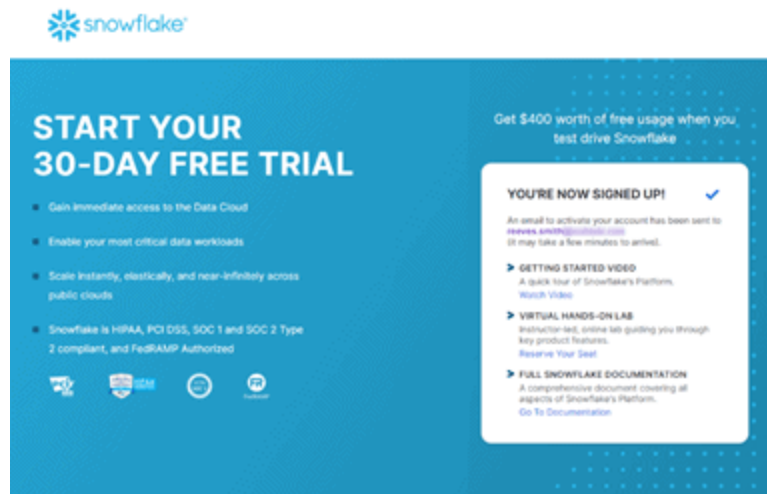 snowflake
START YOUR
30-DAY FREE TRIAL
Gain immediate access to the Data Cloud
Enable your most critical data workloads
Scale instantly, elastically, and near-infinitely across
public clouds
Snowflake is HIPAA, PCI DSS, SOC 1 and SOC 2 Type
2 compliant, and FedRAMP Authorized
Get $400 worth of free usage when you
test drive Snowflake
YOU'RE NOW SIGNED UP!
An email to activate your account has been sent to
reeves.smith
(it may take a few minutes to arrive).
GETTING STARTED VIDEO
A quick tour of Snowflake's Platform.
Watch Video
VIRTUAL HANDS-ON LAB
Instructor-led, online lab guiding you through
key product features.
Reserve Your Seat
FULL SNOWFLAKE DOCUMENTATION
A comprehensive document covering all
aspects of Snowflake's Platform.
Go To Documentation